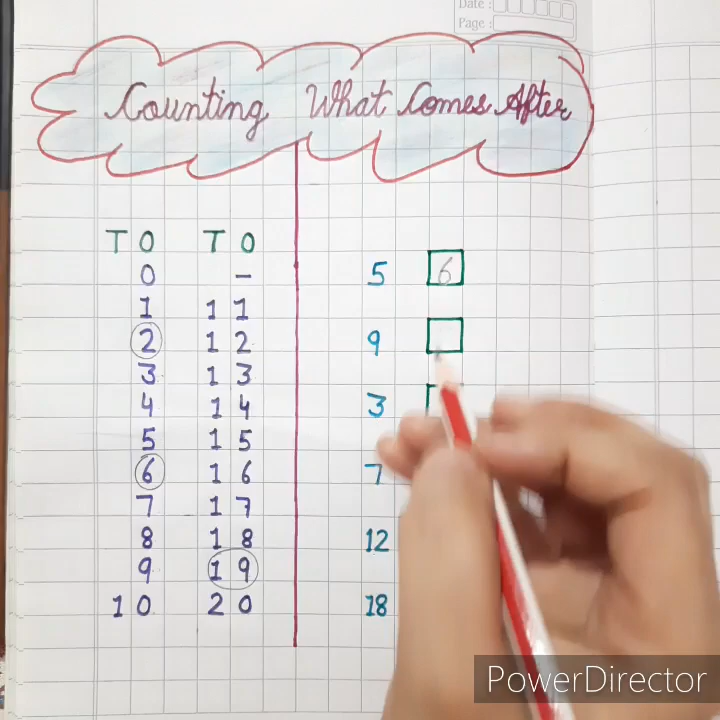 Date :
Page :
Counting What Comes After
T O T O
0 –
1 1 1
2 1 2
3 1 3
4 1 4
5 1 5
6 1 6
7 1 7
8 1 8
9 1 9
1 0 2 0
5 6
9
3
7
12
18
PowerDirector